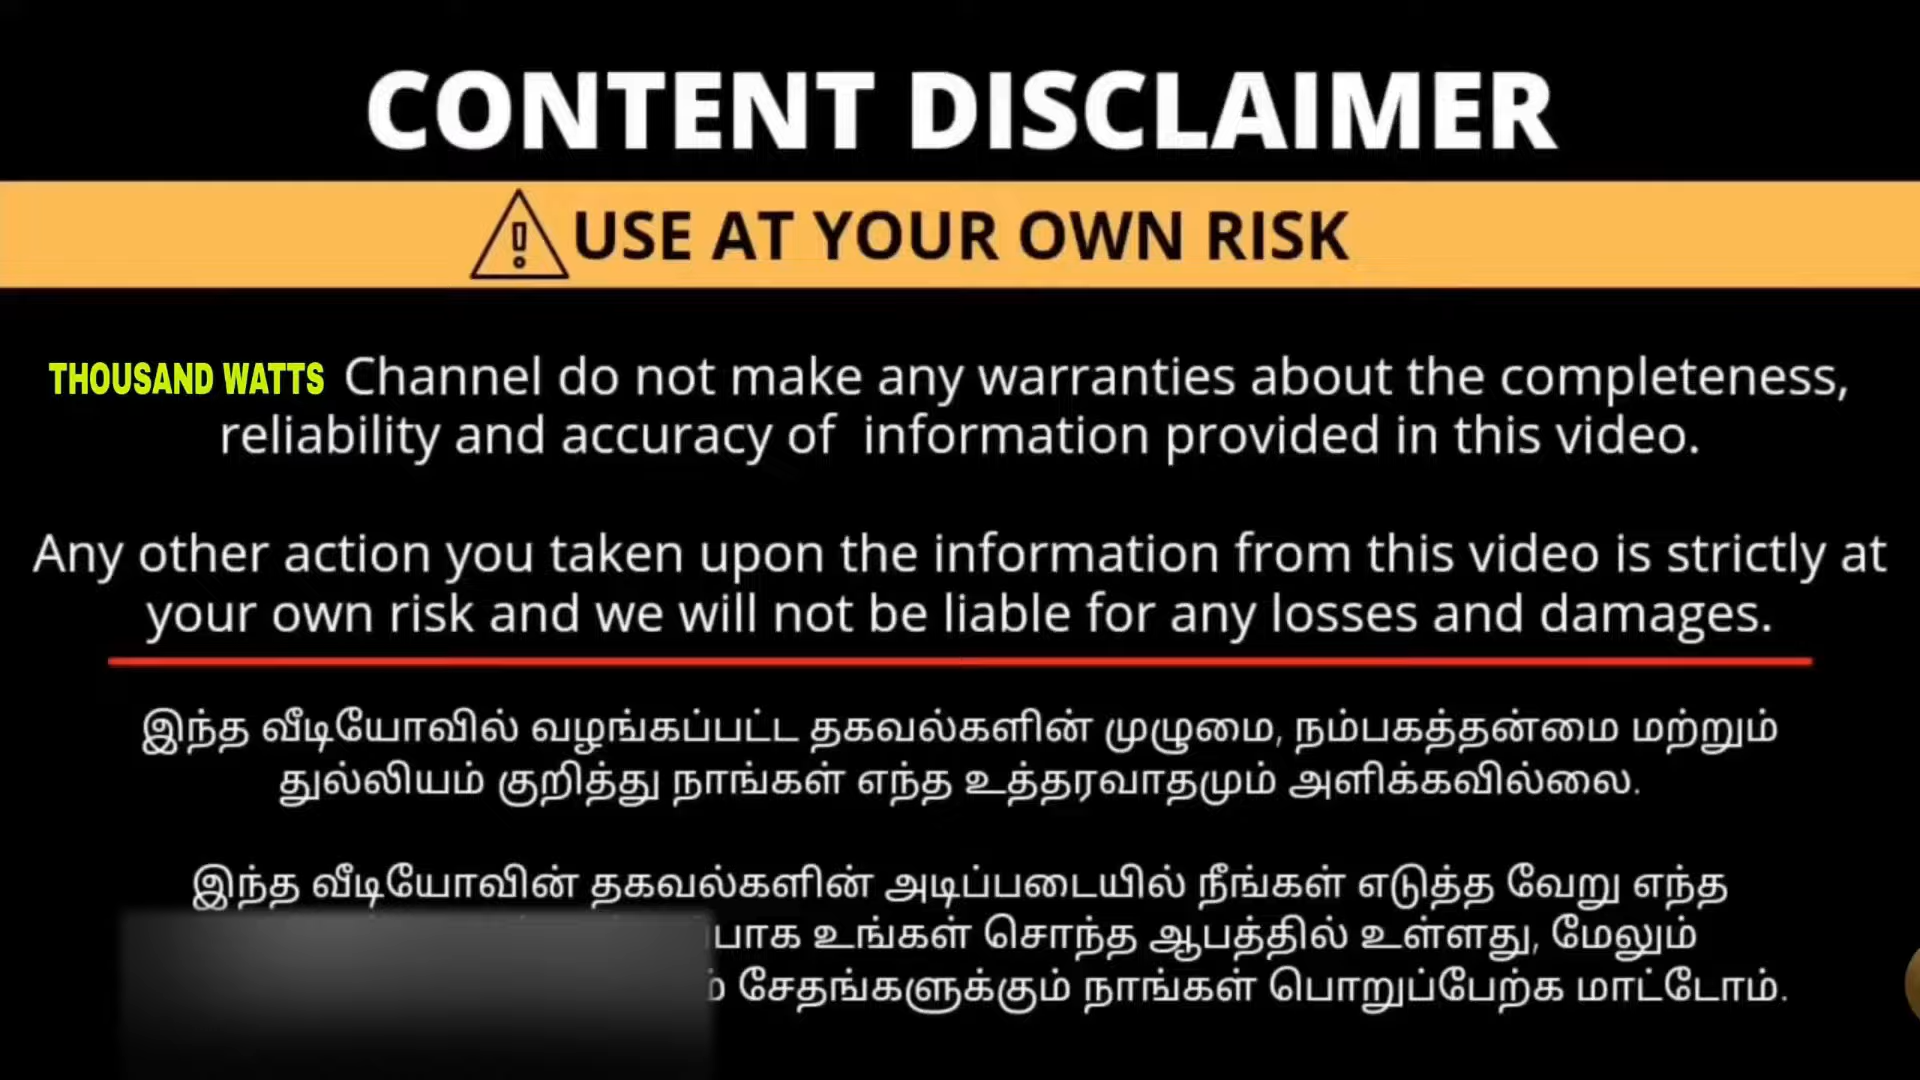 CONTENT DISCLAIMER
USE AT YOUR OWN RISK
THOUSAND WATTS Channel do not make any warranties about the completeness,
reliability and accuracy of information provided in this video.
Any other action you taken upon the information from this video is strictly at
your own risk and we will not be liable for any losses and damages.
இந்த வீடியோவில் வழங்கப்பட்ட தகவல்களின் முழுமை, நம்பகத்தன்மை மற்றும்
துல்லியம் குறித்து நாங்கள் எந்த உத்தரவாதமும் அளிக்கவில்லை.
இந்த வீடியோவின் தகவல்களின் அடிப்படையில் நீங்கள் எடுத்த வேறு எந்த
உங்கள் சொந்த ஆபத்தில் உள்ளது, மேலும்
சேதங்களுக்கும் நாங்கள் பொறுப்பேற்க மாட்டோம்.